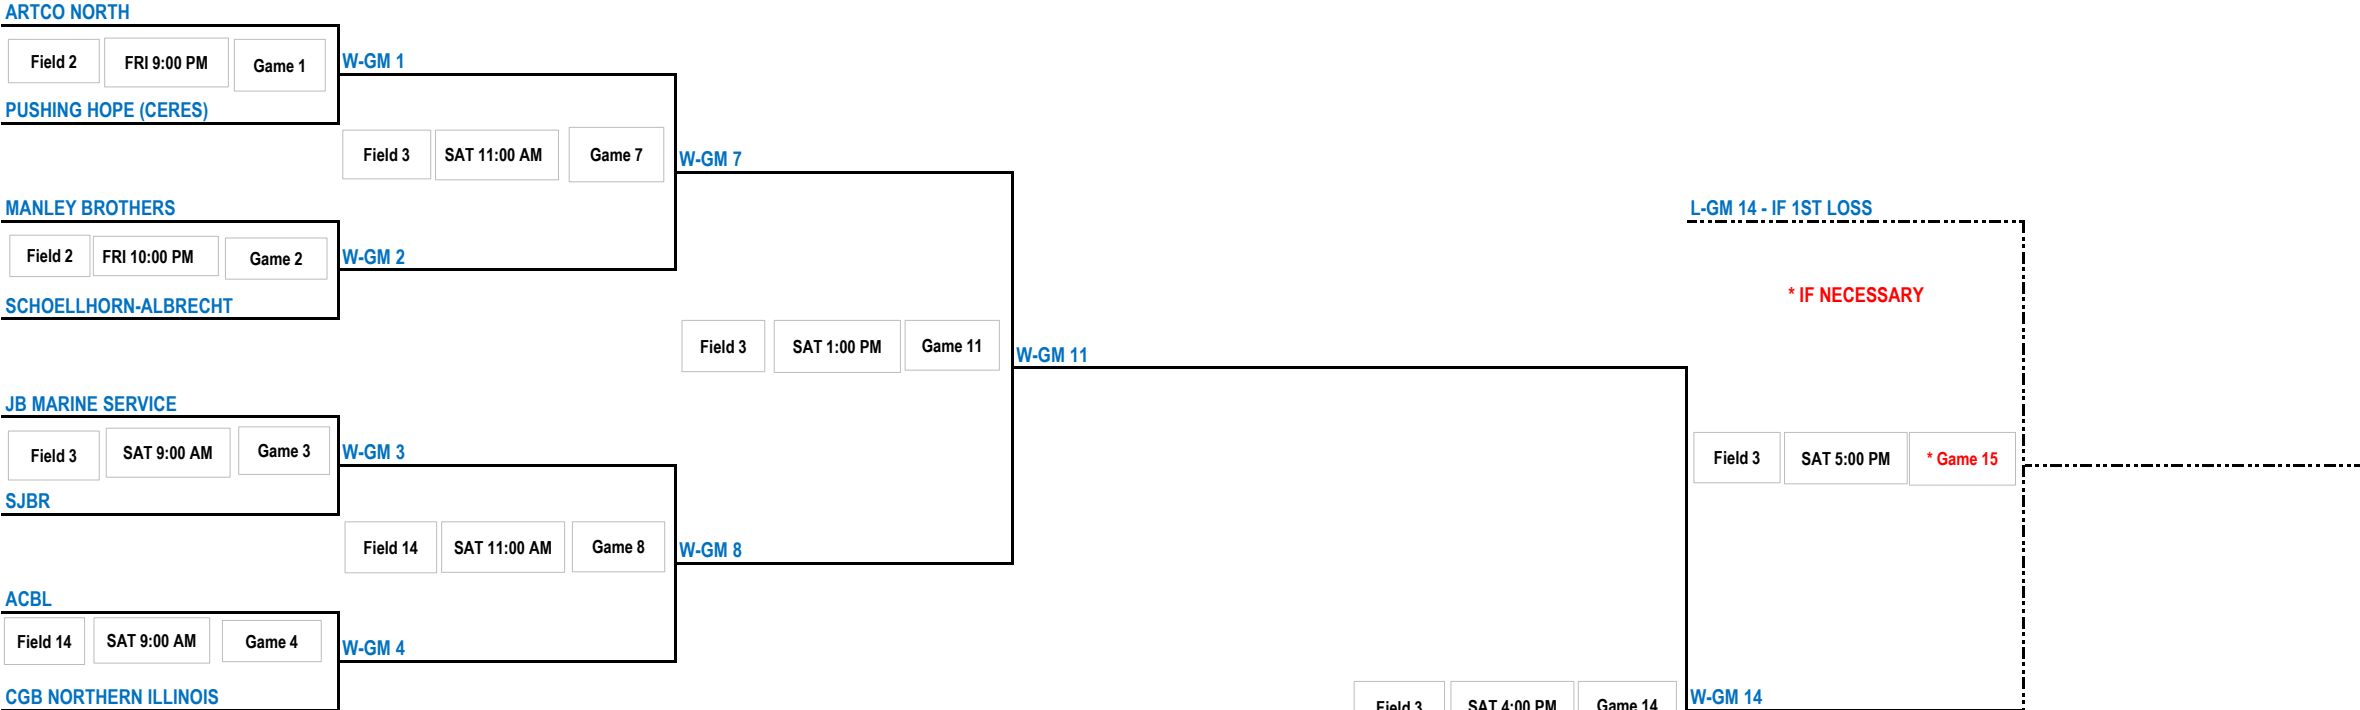 ARTCO NORTH
Field 2 FRI 9:00 PM Game 1
W-GM 1
PUSHING HOPE (CERES)
Field 3 SAT 11:00 AM Game 7
W-GM 7
MANLEY BROTHERS
L-GM 14 - IF 1ST LOSS
Field 2 FRI 10:00 PM Game 2
W-GM 2
* IF NECESSARY
SCHOELLHORN-ALBRECHT
Field 3 SAT 1:00 PM Game 11
W-GM 11
JB MARINE SERVICE
Field 3 SAT 9:00 AM Game 3
W-GM 3
Field 3 SAT 5:00 PM * Game 15
SJBR
Field 14 SAT 11:00 AM Game 8
W-GM 8
ACBL
Field 14 SAT 9:00 AM Game 4
W-GM 4
CGB NORTHERN ILLINOIS
Field 3 SAT 4:00 PM Game 14
W-GM 14